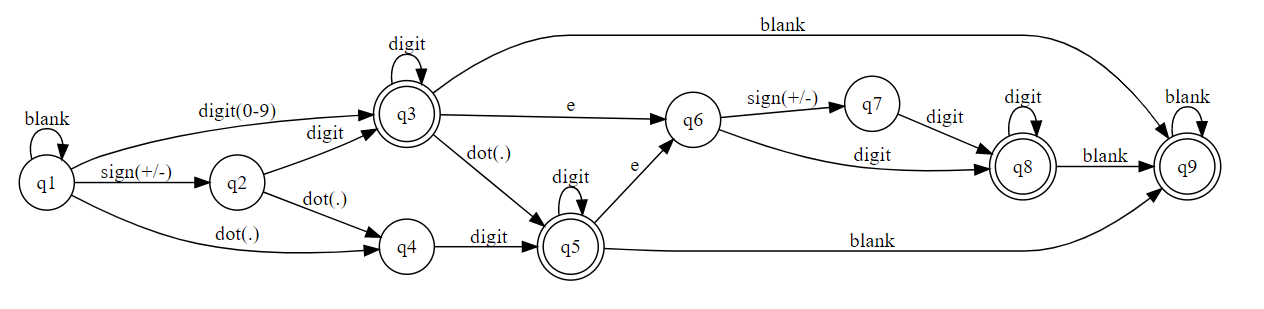 blank
digit
blank
digit(0-9)
q3
e
sign(+/-)
q7
digit
blank
blank
digit
q6
digit
q1
sign(+/-)
q2
dot(.)
digit
q8
blank
q9
dot(.)
digit
e
dot(.)
q4
digit
q5
blank